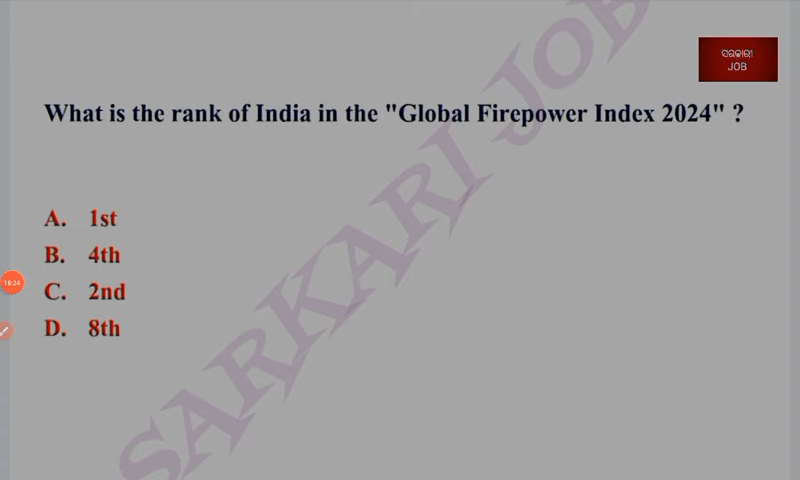 ସରକାରୀ
JOB
What is the rank of India in the "Global Firepower Index 2024" ?
A. 1st
B. 4th
C. 2nd
D. 8th
18:24
SARKARI JOB